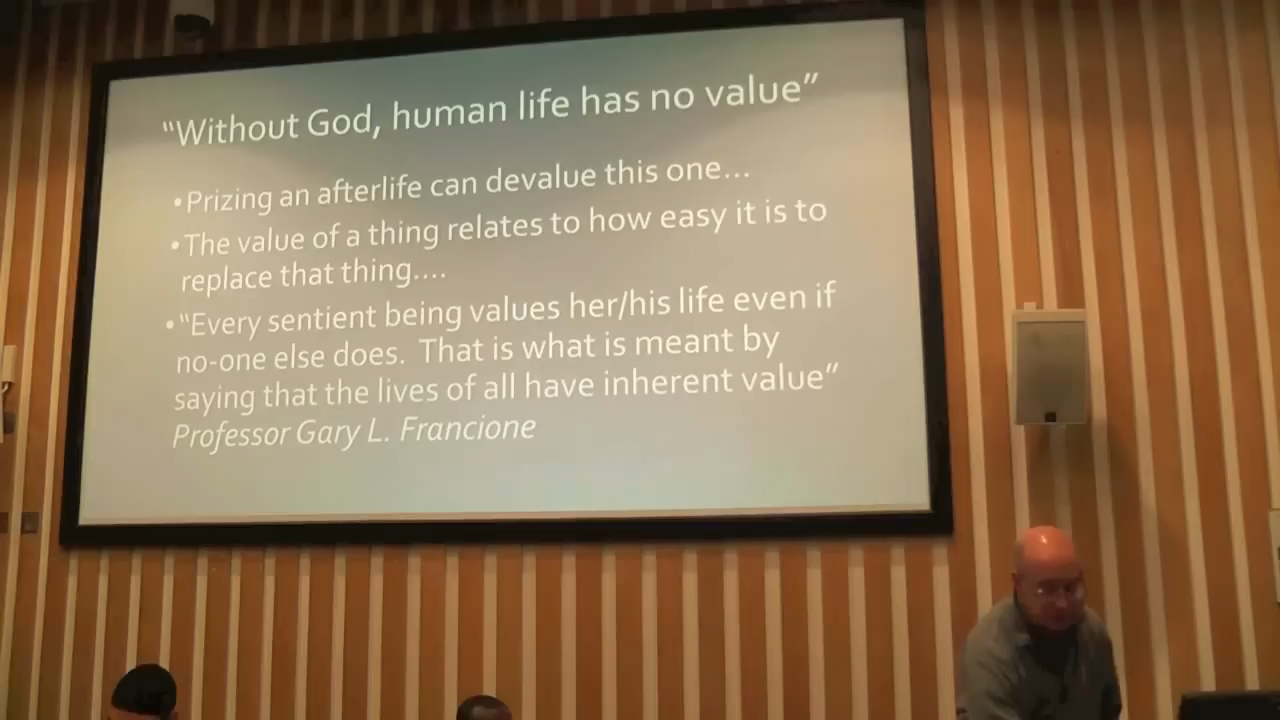 “Without God, human life has no value”
•Prizing an afterlife can devalue this one...
•The value of a thing relates to how easy it is to
replace that thing....
•“Every sentient being values her/his life even if
no-one else does. That is what is meant by
saying that the lives of all have inherent value”
Professor Gary L. Francione